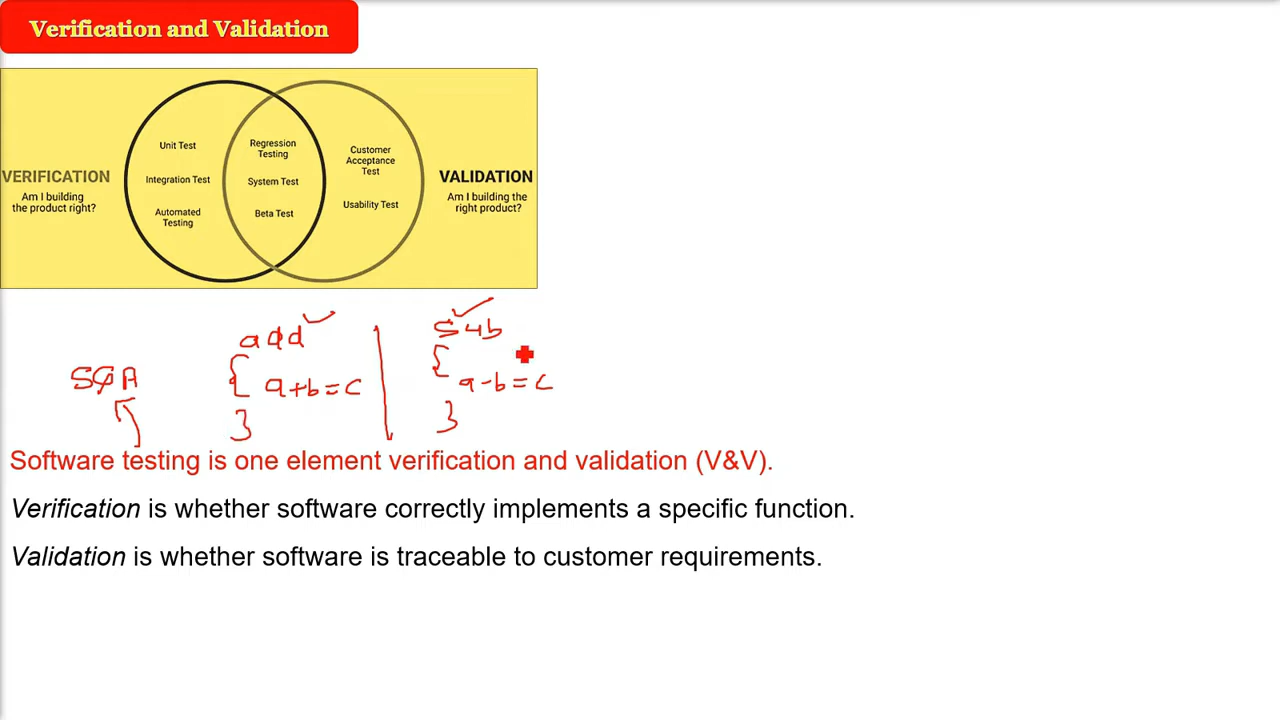 Verification and Validation
VERIFICATION
Am I building
the product right?
Unit Test
Integration Test
Automated
Testing
Regression
Testing
System Test
Beta Test
Customer
Acceptance
Test
Usability Test
VALIDATION
Am I building the
right product?
SQA
add
{
a+b=c
}
sub
{
a-b=c
}
Software testing is one element verification and validation (V&V).
Verification is whether software correctly implements a specific function.
Validation is whether software is traceable to customer requirements.